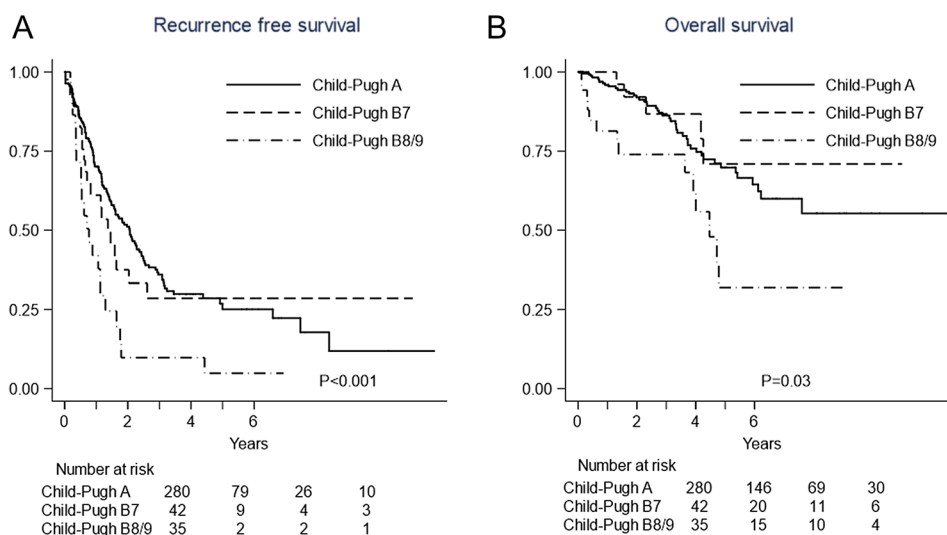 A
Recurrence free survival
1.00
0.75
0.50
0.25
0.00
Child-Pugh A
Child-Pugh B7
Child-Pugh B8/9
P<0.001
0 2 4 6
Years
Number at risk
Child-Pugh A 280 79 26 10
Child-Pugh B7 42 9 4 3
Child-Pugh B8/9 35 2 2 1
B
Overall survival
1.00
0.75
0.50
0.25
0.00
Child-Pugh A
Child-Pugh B7
Child-Pugh B8/9
P=0.03
0 2 4 6
Years
Number at risk
Child-Pugh A 280 146 69 30
Child-Pugh B7 42 20 11 6
Child-Pugh B8/9 35 15 10 4